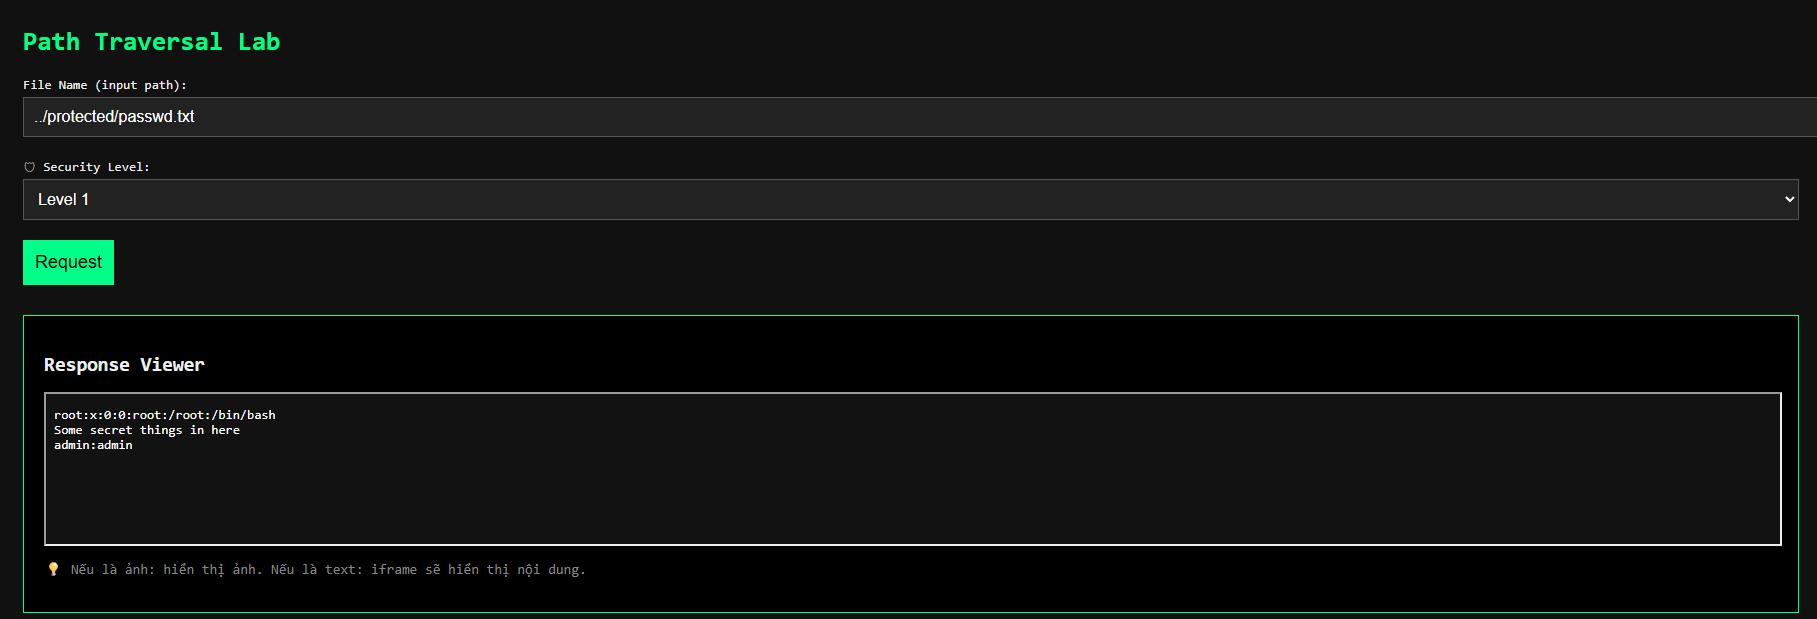 Path Traversal Lab
File Name (input path):
../protected/passwd.txt
Security Level:
Level 1
Request
Response Viewer
root:x:0:0:root:/root:/bin/bash
Some secret things in here
admin:admin
Nếu là ảnh: hiển thị ảnh. Nếu là text: iframe sẽ hiển thị nội dung.